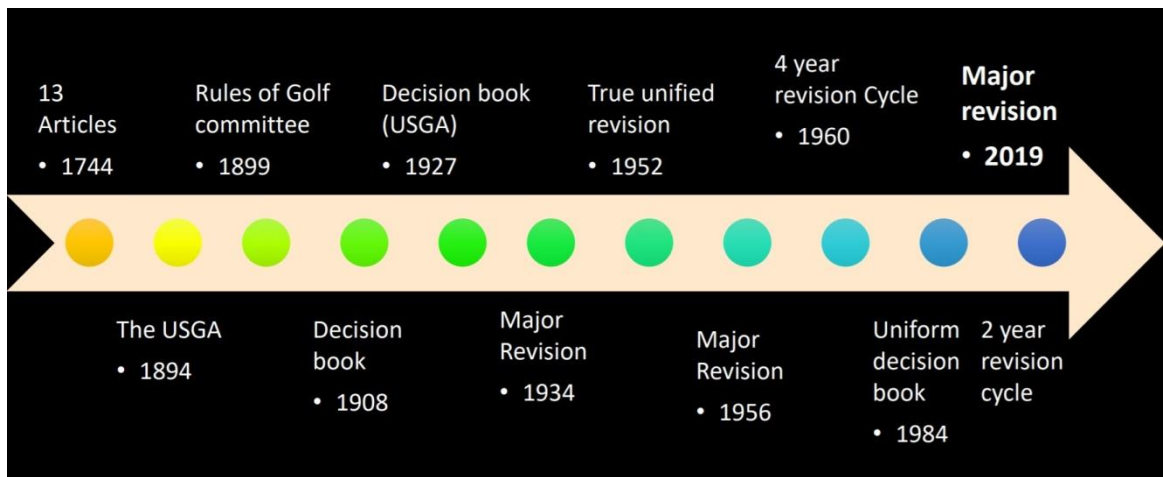 13
Articles
• 1744
Rules of Golf
committee
• 1899
Decision book
(USGA)
• 1927
True unified
revision
• 1952
4 year
revision Cycle
• 1960
Major
revision
• 2019
The USGA
• 1894
Decision
book
• 1908
Major
Revision
• 1934
Major
Revision
• 1956
Uniform
decision
book
• 1984
2 year
revision
cycle